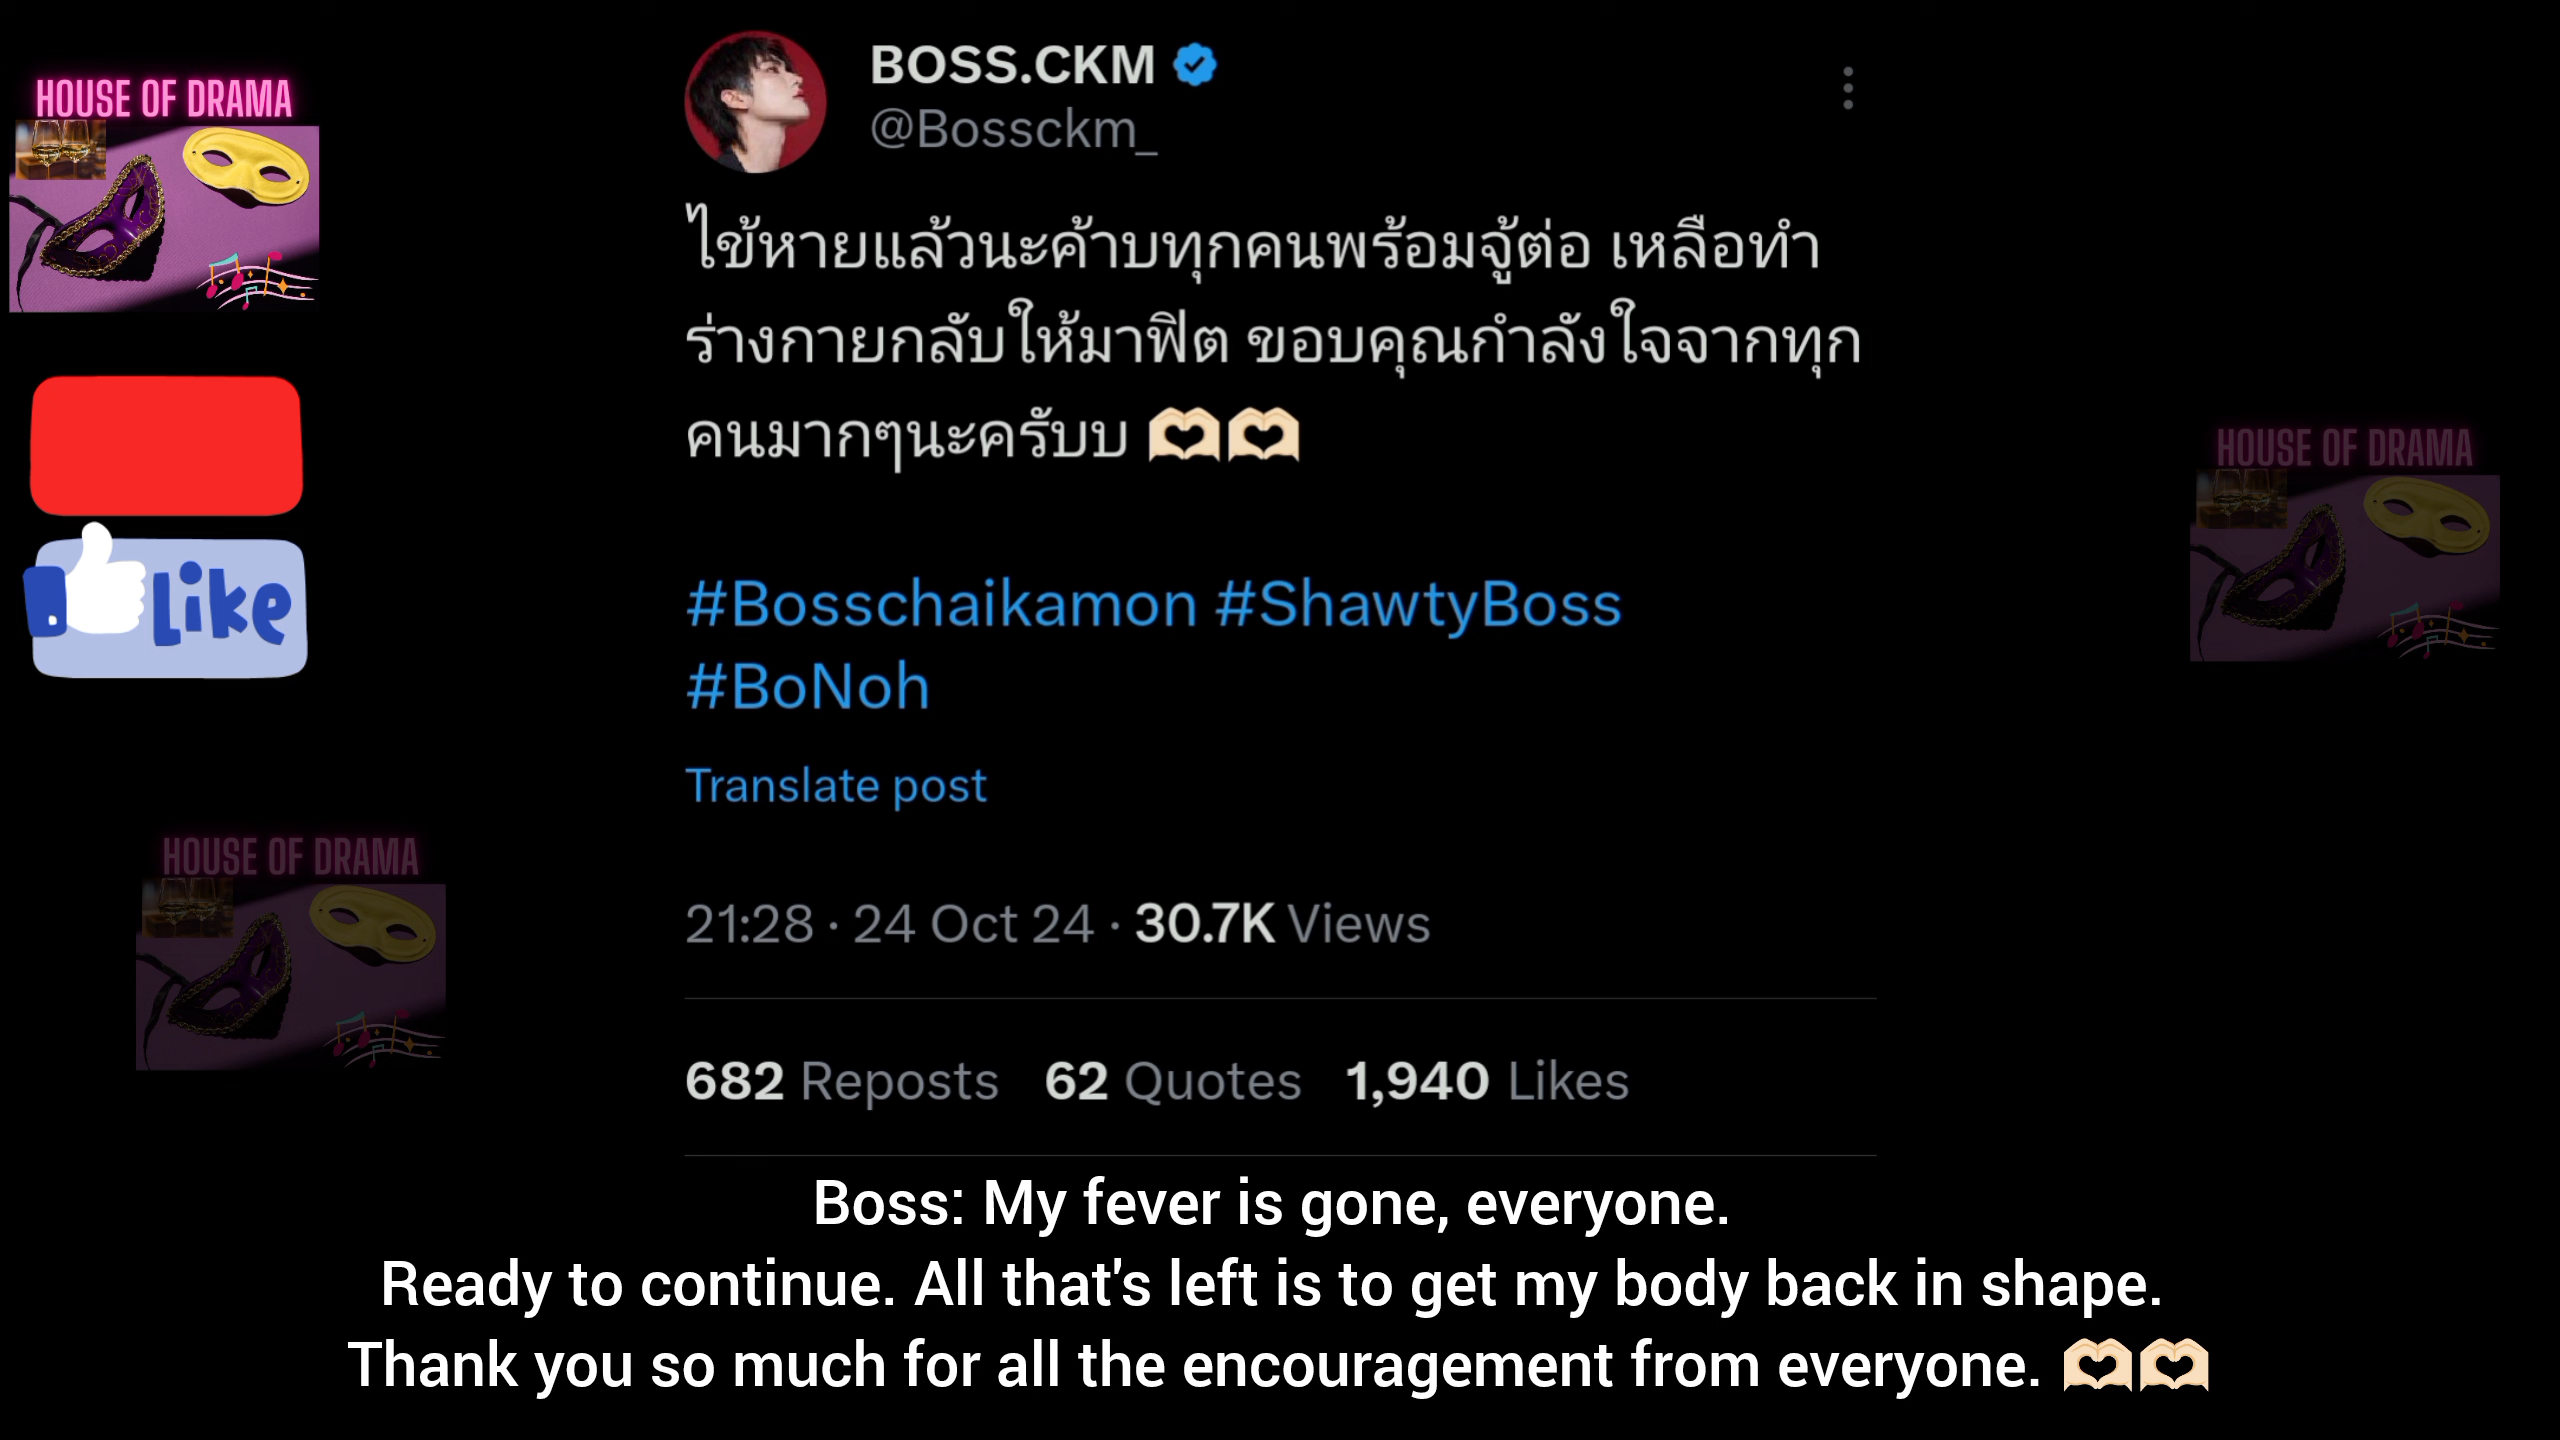 HOUSE OF DRAMA
Like
BOSS.CKM
@Bossckm_
ไข้หายแล้วนะค้าบทุกคนพร้อมจู้ต่อ เหลือทำ
ร่างกายกลับให้มาฟิต ขอบคุณกำลังใจจากทุก
คนมากๆนะครับบ 🫶🏻🫶🏻
#Bosschaikamon #ShawtyBoss
#BoNoh
Translate post
21:28 · 24 Oct 24 · 30.7K Views
682 Reposts 62 Quotes 1,940 Likes
HOUSE OF DRAMA
HOUSE OF DRAMA
Boss: My fever is gone, everyone.
Ready to continue. All that's left is to get my body back in shape.
Thank you so much for all the encouragement from everyone. 🫶🏻🫶🏻